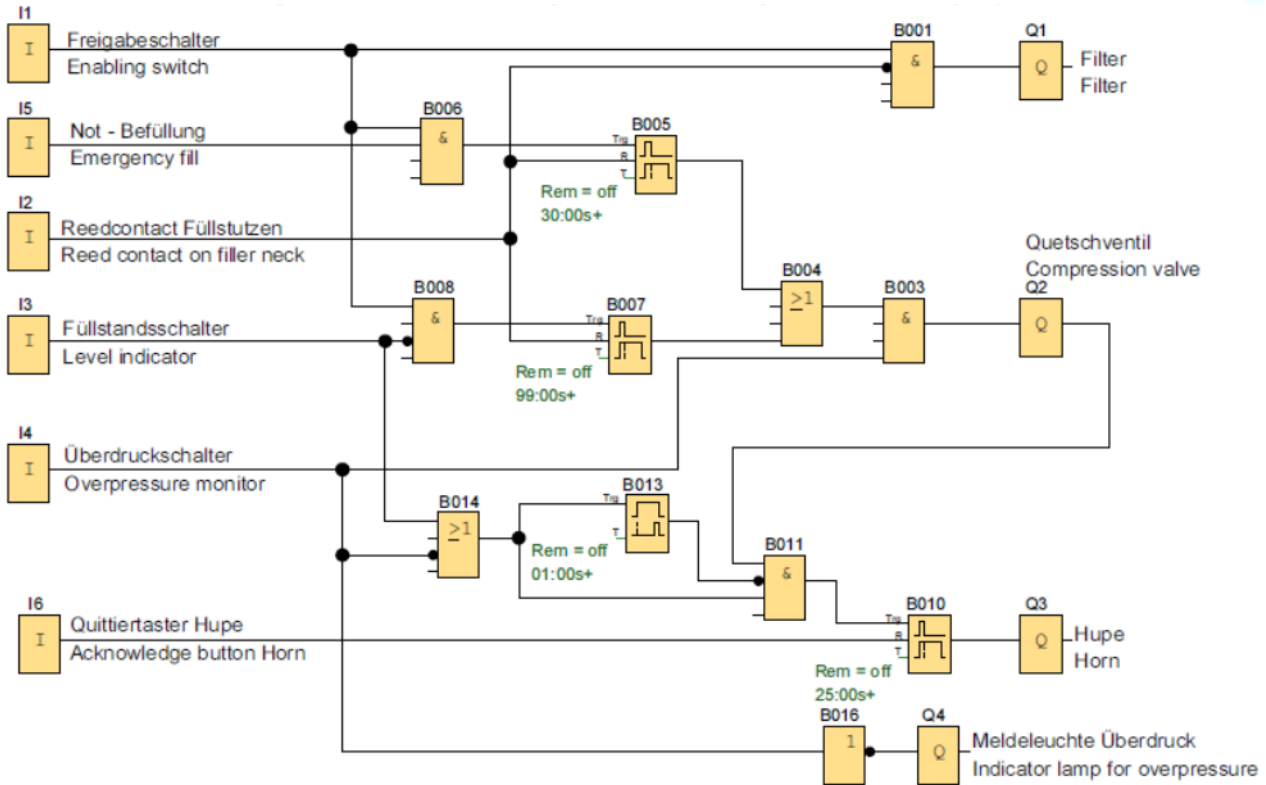 I1
I
Freigabeschalter
Enabling switch
B001
&
Q1
Q
Filter
Filter
I5
I
Not - Befüllung
Emergency fill
B006
&
B005
Trg
R
T
Rem = off
30:00s+
I2
I
Reedcontact Füllstutzen
Reed contact on filler neck
Quetschventil
Compression valve
Q2
Q
B004
>1
B003
&
I3
I
Füllstandsschalter
Level indicator
B008
&
B007
Trg
R
T
Rem = off
99:00s+
I4
I
Überdruckschalter
Overpressure monitor
B014
>1
B013
Trg
T
Rem = off
01:00s+
B011
&
I6
I
Quittiertaster Hupe
Acknowledge button Horn
B010
Trg
R
T
Rem = off
25:00s+
Q3
Q
Hupe
Horn
B016
1
Q4
Q
Meldeleuchte Überdruck
Indicator lamp for overpressure